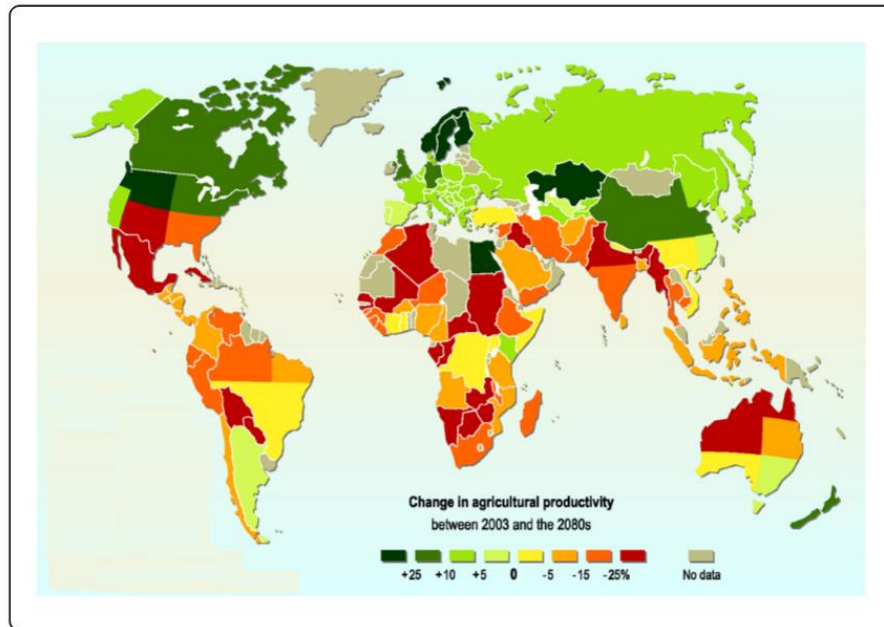 Change in agricultural productivity
between 2003 and the 2080s
+25 +10 +5 0 -5 -15 -25% No data